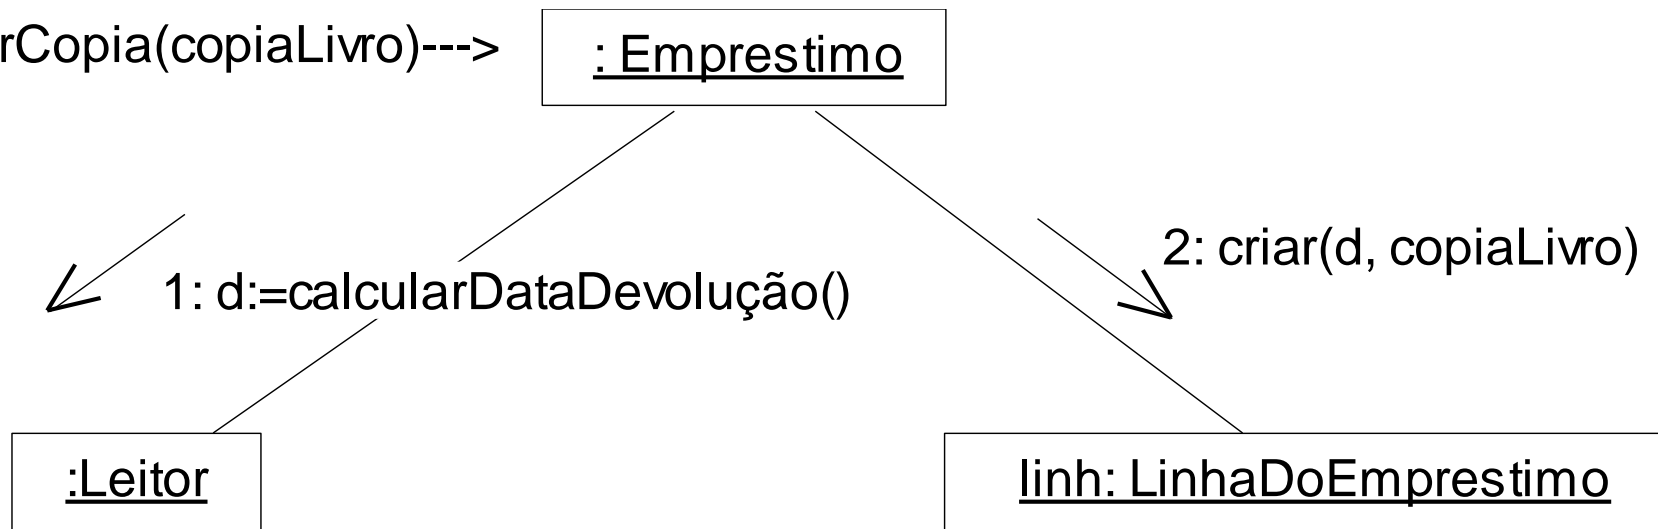 rCopia(copiaLivro)--->
: Emprestimo
2: criar(d, copiaLivro)
1: d:=calcularDataDevolução()
:Leitor
linh: LinhaDoEmprestimo